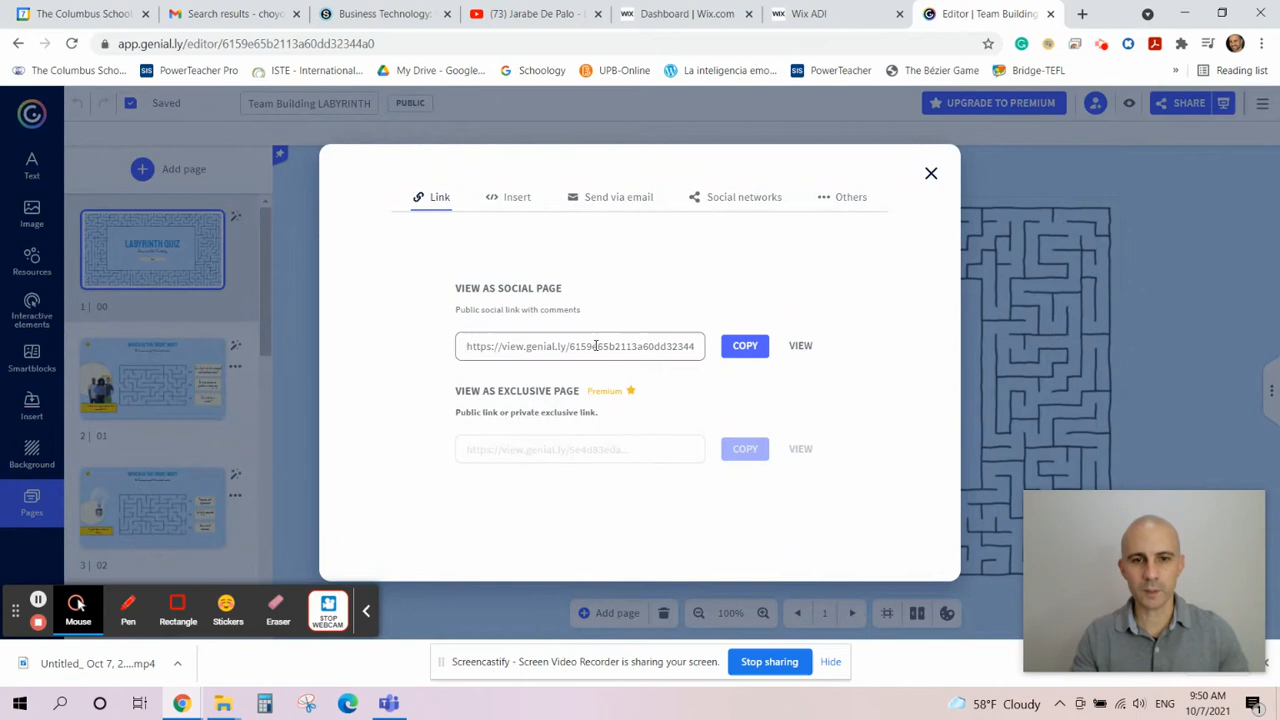 The Columbus School
Search results - choyo
Business Technology:
(73) Jarabe De Palo -
Dashboard | Wix.com
Wix ADI
Editor | Team Building
app.genial.ly/editor/6159e65b2113a60dd32344a0
The Columbus Scho...
PowerTeacher Pro
ISTE - International...
My Drive - Google...
Schoology
UPB-Online
La inteligencia emo...
PowerTeacher
The Bézier Game
Bridge-TEFL
»
Reading list
Saved
Team Building LABYRINTH
PUBLIC
UPGRADE TO PREMIUM
SHARE
Text
Image
Resources
Interactive elements
Smartblocks
Insert
Background
Pages
Add page
LABYRINTH QUIZ
1 | 00
2 | 01
3 | 02
Link
Insert
Send via email
Social networks
Others
VIEW AS SOCIAL PAGE
Public social link with comments
https://view.genial.ly/6159e65b2113a60dd32344
COPY
VIEW
VIEW AS EXCLUSIVE PAGE
Premium
Public link or private exclusive link.
https://view.genial.ly/5e4d83eda...
COPY
VIEW
Mouse
Pen
Rectangle
Stickers
Eraser
STOP WEBCAM
Add page
100%
1
Untitled_ Oct 7, 2....mp4
Screencastify - Screen Video Recorder is sharing your screen.
Stop sharing
Hide
58°F Cloudy
ENG
9:50 AM
10/7/2021